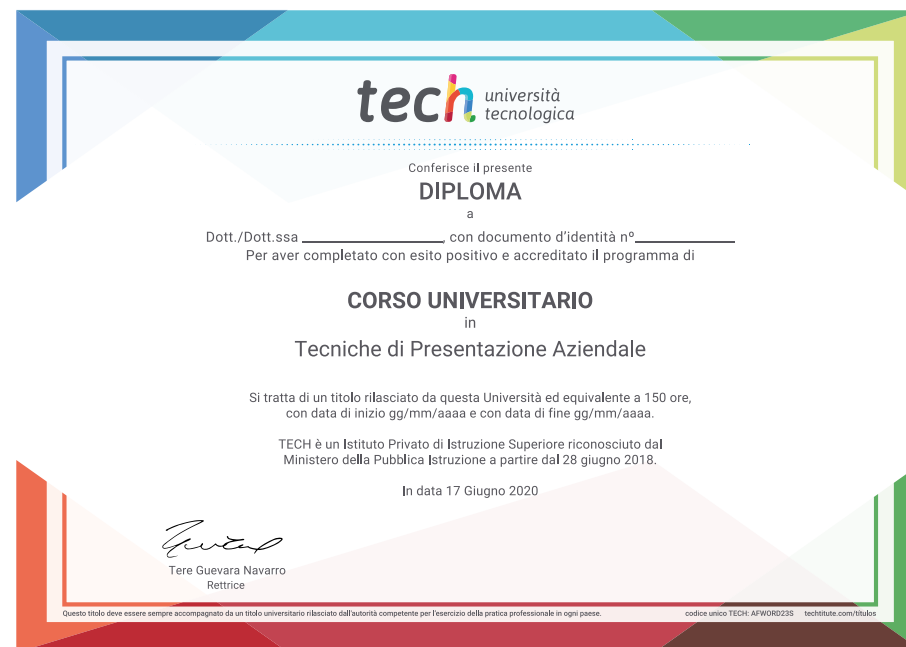 tech università
tecnologica
Conferisce il presente
DIPLOMA
a
Dott./Dott.ssa ____________________, con documento d'identità nº______________
Per aver completato con esito positivo e accreditato il programma di
CORSO UNIVERSITARIO
in
Tecniche di Presentazione Aziendale
Si tratta di un titolo rilasciato da questa Università ed equivalente a 150 ore,
con data di inizio gg/mm/aaaa e con data di fine gg/mm/aaaa.
TECH è un Istituto Privato di Istruzione Superiore riconosciuto dal
Ministero della Pubblica Istruzione a partire dal 28 giugno 2018.
In data 17 Giugno 2020
Tere Guevara Navarro
Rettrice
Questo titolo deve essere sempre accompagnato da un titolo universitario rilasciato dall'autorità competente per l'esercizio della pratica professionale in ogni paese. codice unico TECH: AFWORD23S techtitute.com/títulos